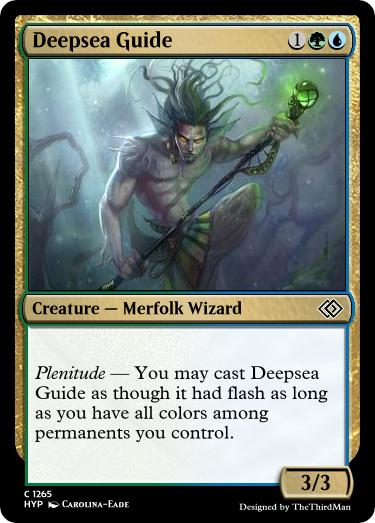 Deepsea Guide 1
Creature — Merfolk Wizard
Plenitude — You may cast Deepsea
Guide as though it had flash as long
as you have all colors among
permanents you control.
3/3
C 1265
HYP Carolina-Eade
Designed by TheThirdMan